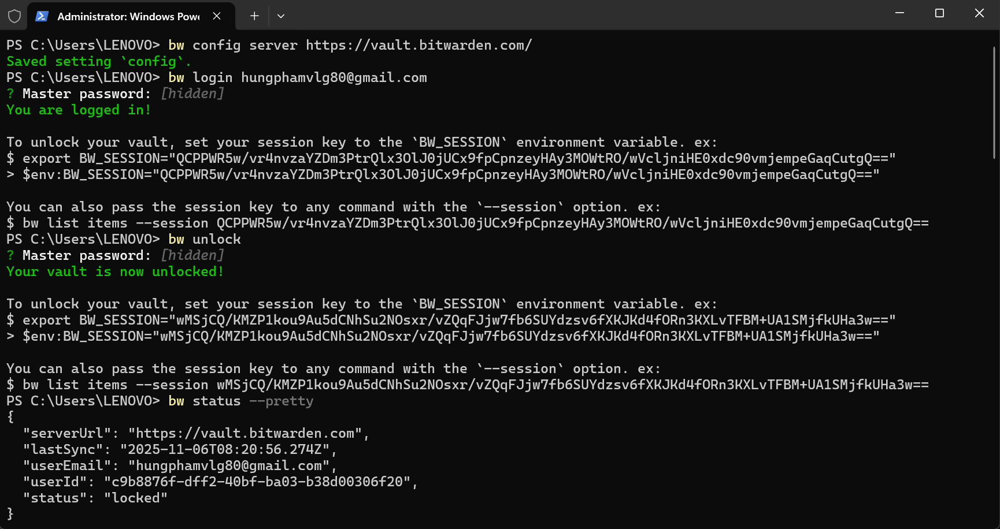 Administrator: Windows Powe
PS C:\Users\LENOVO> bw config server https://vault.bitwarden.com/
Saved setting `config`.
PS C:\Users\LENOVO> bw login hungphamvlg80@gmail.com
? Master password: [hidden]
You are logged in!
To unlock your vault, set your session key to the `BW_SESSION` environment variable. ex:
$ export BW_SESSION="QCPPWR5w/vr4nvzaYZDm3PtrQlx3OlJ0jUCx9fpCpnzeyHAy3MOWtRO/wVcljniHE0xdc90vmjempeGaqCutgQ=="
> $env:BW_SESSION="QCPPWR5w/vr4nvzaYZDm3PtrQlx3OlJ0jUCx9fpCpnzeyHAy3MOWtRO/wVcljniHE0xdc90vmjempeGaqCutgQ=="
You can also pass the session key to any command with the `--session` option. ex:
$ bw list items --session QCPPWR5w/vr4nvzaYZDm3PtrQlx3OlJ0jUCx9fpCpnzeyHAy3MOWtRO/wVcljniHE0xdc90vmjempeGaqCutgQ==
PS C:\Users\LENOVO> bw unlock
? Master password: [hidden]
Your vault is now unlocked!
To unlock your vault, set your session key to the `BW_SESSION` environment variable. ex:
$ export BW_SESSION="wMSjCQ/KMZP1kou9Au5dCNhSu2NOsxr/vZQqFJjw7fb6SUYdzsv6fXKJKd4fORn3KXLvTFBM+UA1SMjfkUHa3w=="
> $env:BW_SESSION="wMSjCQ/KMZP1kou9Au5dCNhSu2NOsxr/vZQqFJjw7fb6SUYdzsv6fXKJKd4fORn3KXLvTFBM+UA1SMjfkUHa3w=="
You can also pass the session key to any command with the `--session` option. ex:
$ bw list items --session wMSjCQ/KMZP1kou9Au5dCNhSu2NOsxr/vZQqFJjw7fb6SUYdzsv6fXKJKd4fORn3KXLvTFBM+UA1SMjfkUHa3w==
PS C:\Users\LENOVO> bw status --pretty
{
  "serverUrl": "https://vault.bitwarden.com",
  "lastSync": "2025-11-06T08:20:56.274Z",
  "userEmail": "hungphamvlg80@gmail.com",
  "userId": "c9b8876f-dff2-40bf-ba03-b38d00306f20",
  "status": "locked"
}